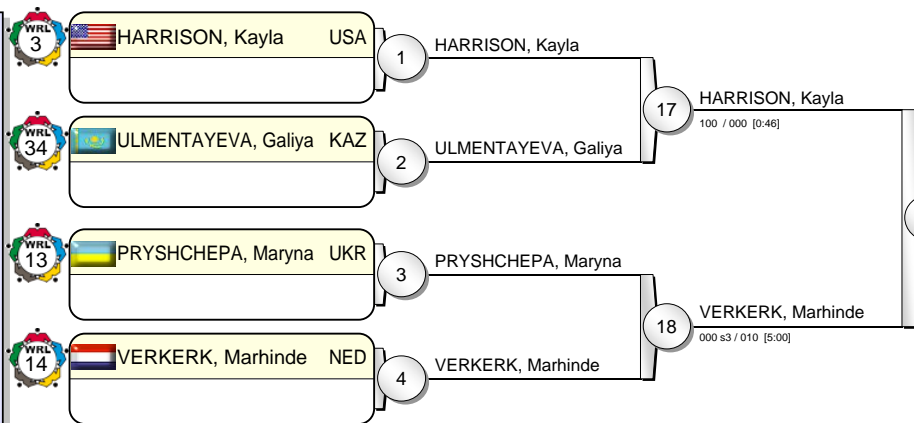 WRL 3 HARRISON, Kayla USA
1 HARRISON, Kayla
WRL 34 ULMENTAYEVA, Galiya KAZ
2 ULMENTAYEVA, Galiya
17 HARRISON, Kayla
100 / 000 [0:46]
WRL 13 PRYSHCHEPA, Maryna UKR
3 PRYSHCHEPA, Maryna
WRL 14 VERKERK, Marhinde NED
4 VERKERK, Marhinde
18 VERKERK, Marhinde
000 s3 / 010 [5:00]